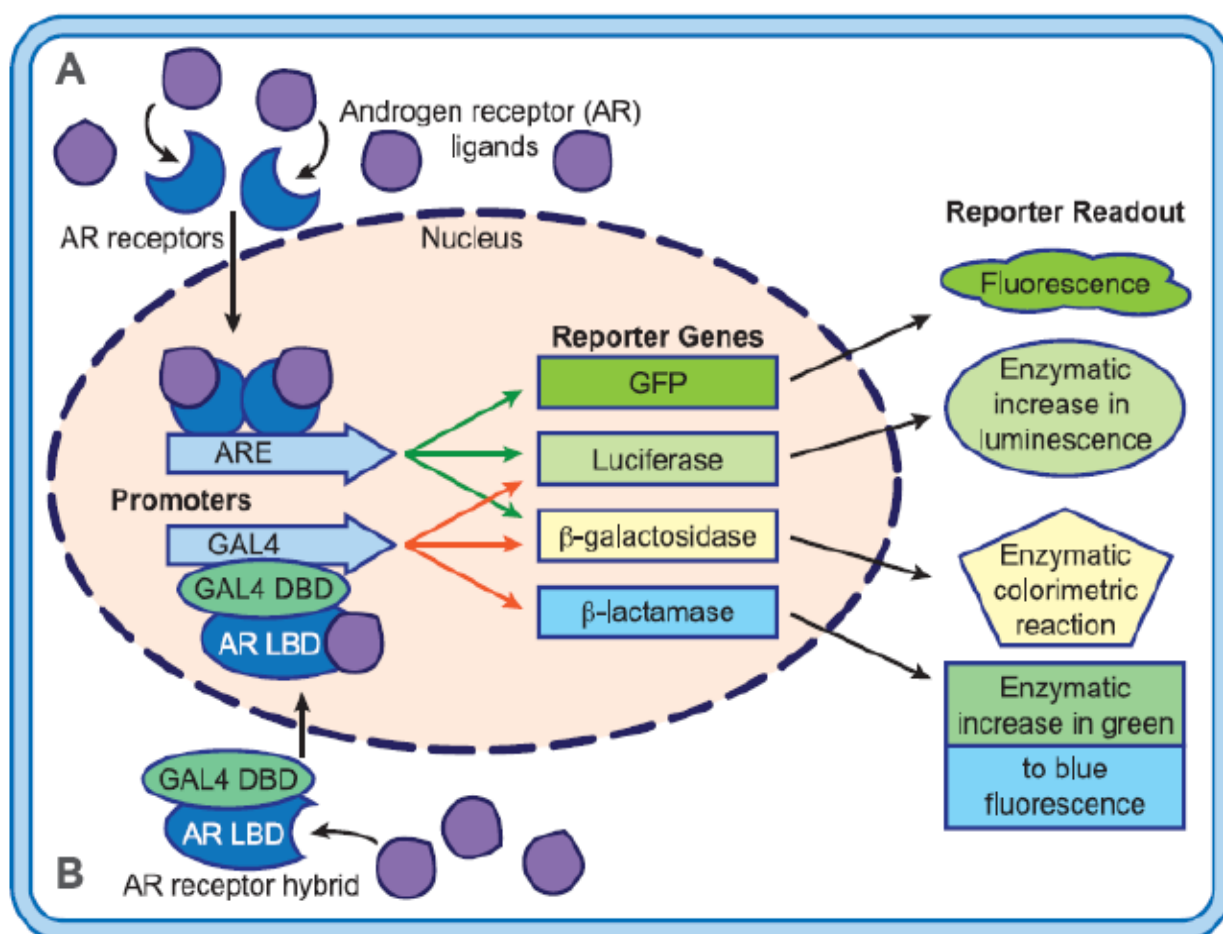 A
Androgen receptor (AR)
ligands
AR receptors
Nucleus
Reporter Readout
Fluorescence
Reporter Genes
GFP
Enzymatic
increase in
luminescence
ARE
Luciferase
Promoters
GAL4
β-galactosidase
GAL4 DBD
AR LBD
β-lactamase
Enzymatic
colorimetric
reaction
Enzymatic
increase in green
to blue
fluorescence
GAL4 DBD
AR LBD
B
AR receptor hybrid